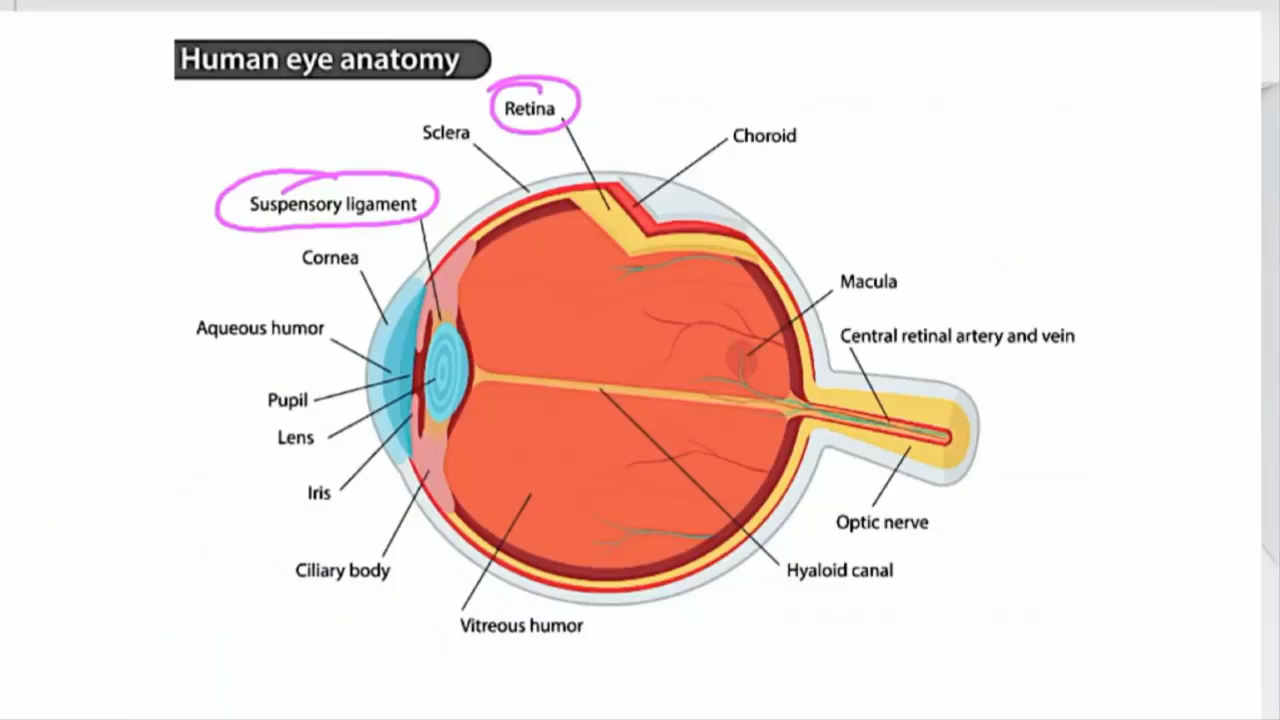 Human eye anatomy
Retina
Sclera
Choroid
Suspensory ligament
Cornea
Macula
Aqueous humor
Central retinal artery and vein
Pupil
Lens
Iris
Optic nerve
Ciliary body
Hyaloid canal
Vitreous humor